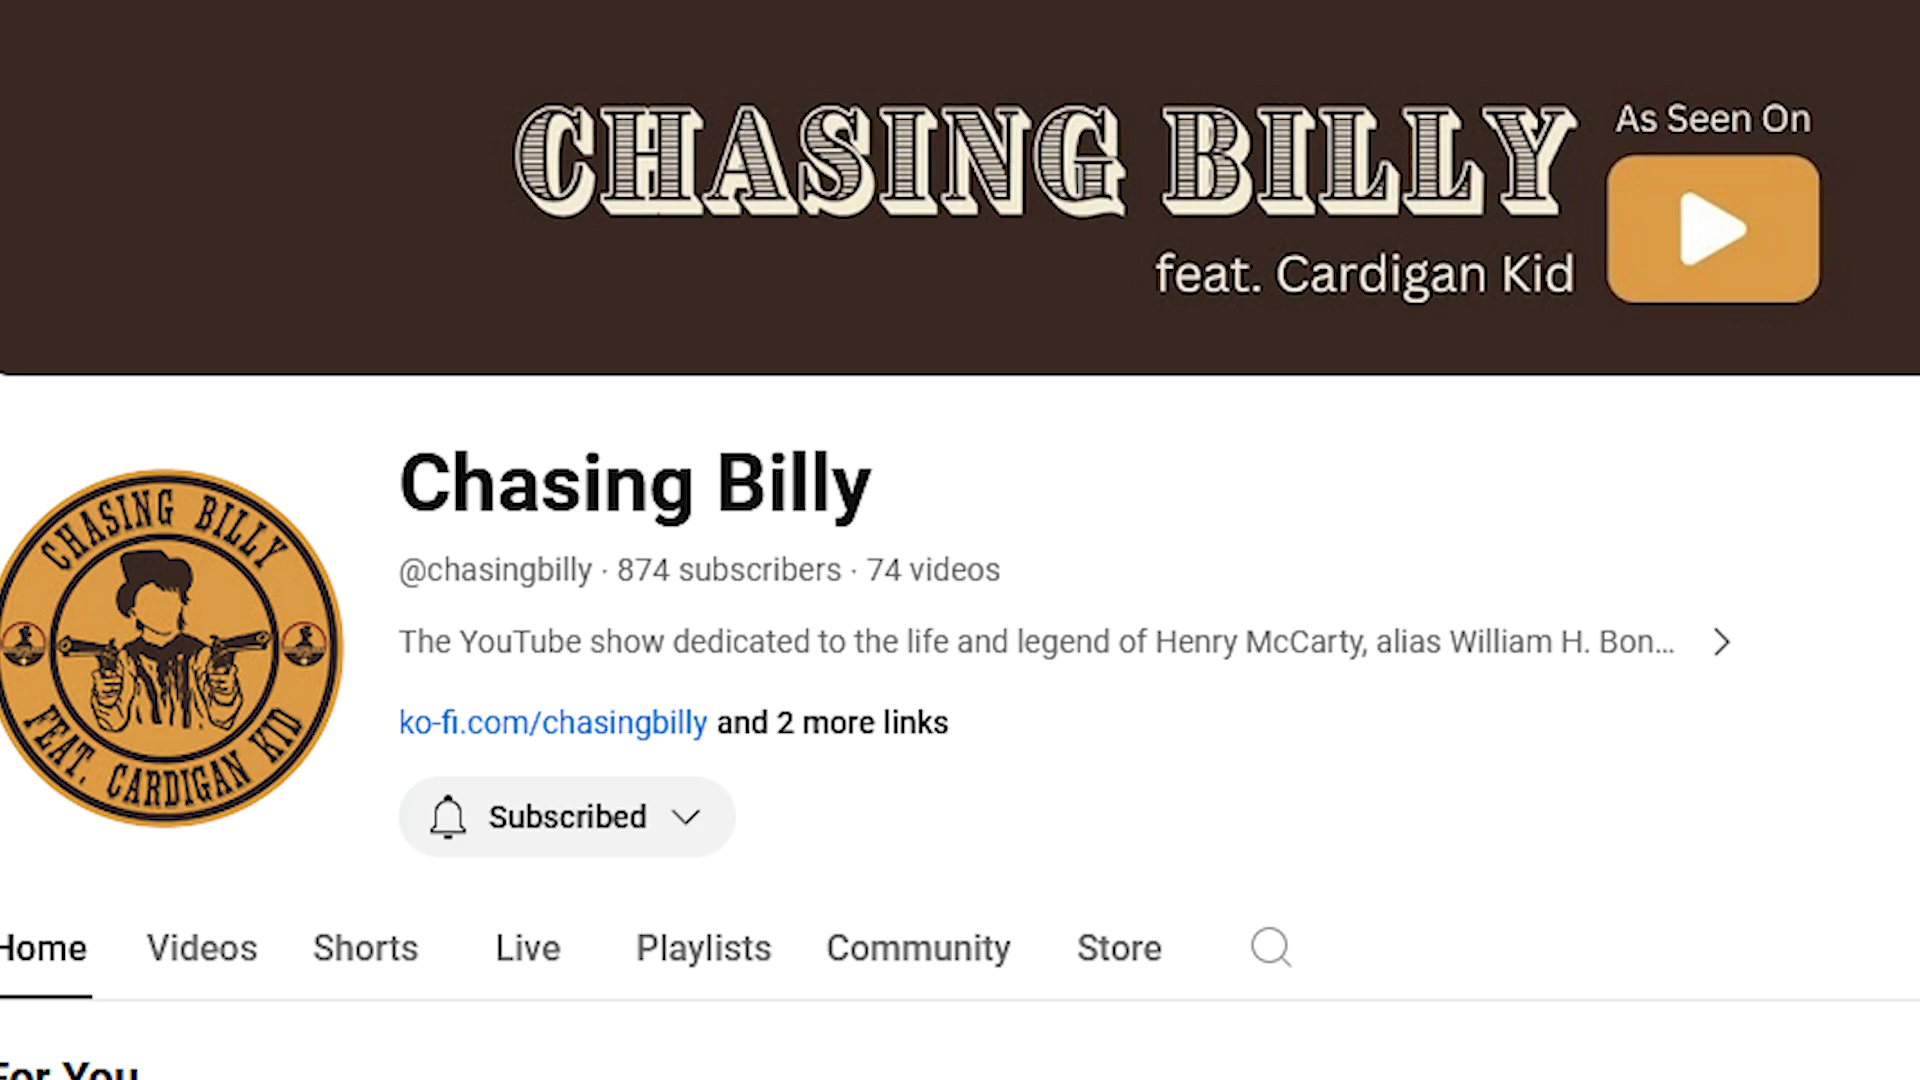 CHASING BILLY
As Seen On
feat. Cardigan Kid
CHASING BILLY
FEAT. CARDIGAN KID
Chasing Billy
@chasingbilly · 874 subscribers · 74 videos
The YouTube show dedicated to the life and legend of Henry McCarty, alias William H. Bon...
ko-fi.com/chasingbilly and 2 more links
Subscribed
Home Videos Shorts Live Playlists Community Store
For You